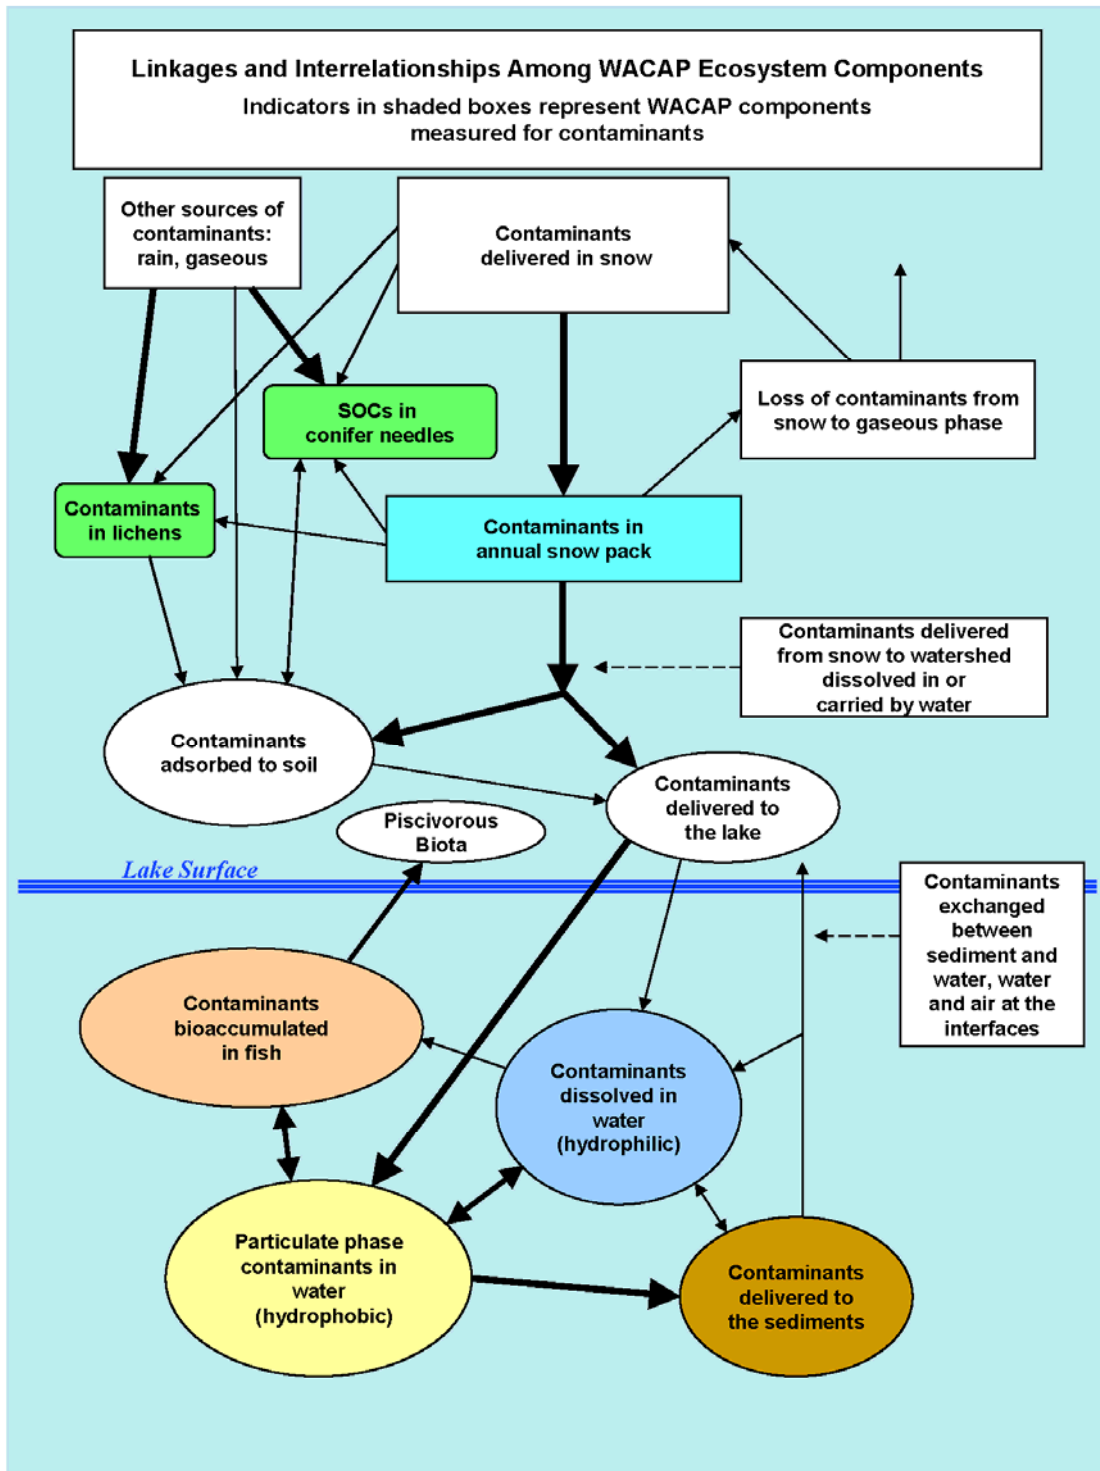 Linkages and Interrelationships Among WACAP Ecosystem Components
Indicators in shaded boxes represent WACAP components
measured for contaminants
Other sources of
contaminants:
rain, gaseous
Contaminants
delivered in snow
Loss of contaminants from
snow to gaseous phase
SOCs in
conifer needles
Contaminants
in lichens
Contaminants in
annual snow pack
Contaminants delivered
from snow to watershed
dissolved in or
carried by water
Contaminants
adsorbed to soil
Contaminants
delivered to
the lake
Piscivorous
Biota
Lake Surface
Contaminants
exchanged
between
sediment and
water, water
and air at the
interfaces
Contaminants
bioaccumulated
in fish
Contaminants
dissolved in
water
(hydrophilic)
Particulate phase
contaminants in
water
(hydrophobic)
Contaminants
delivered to
the sediments